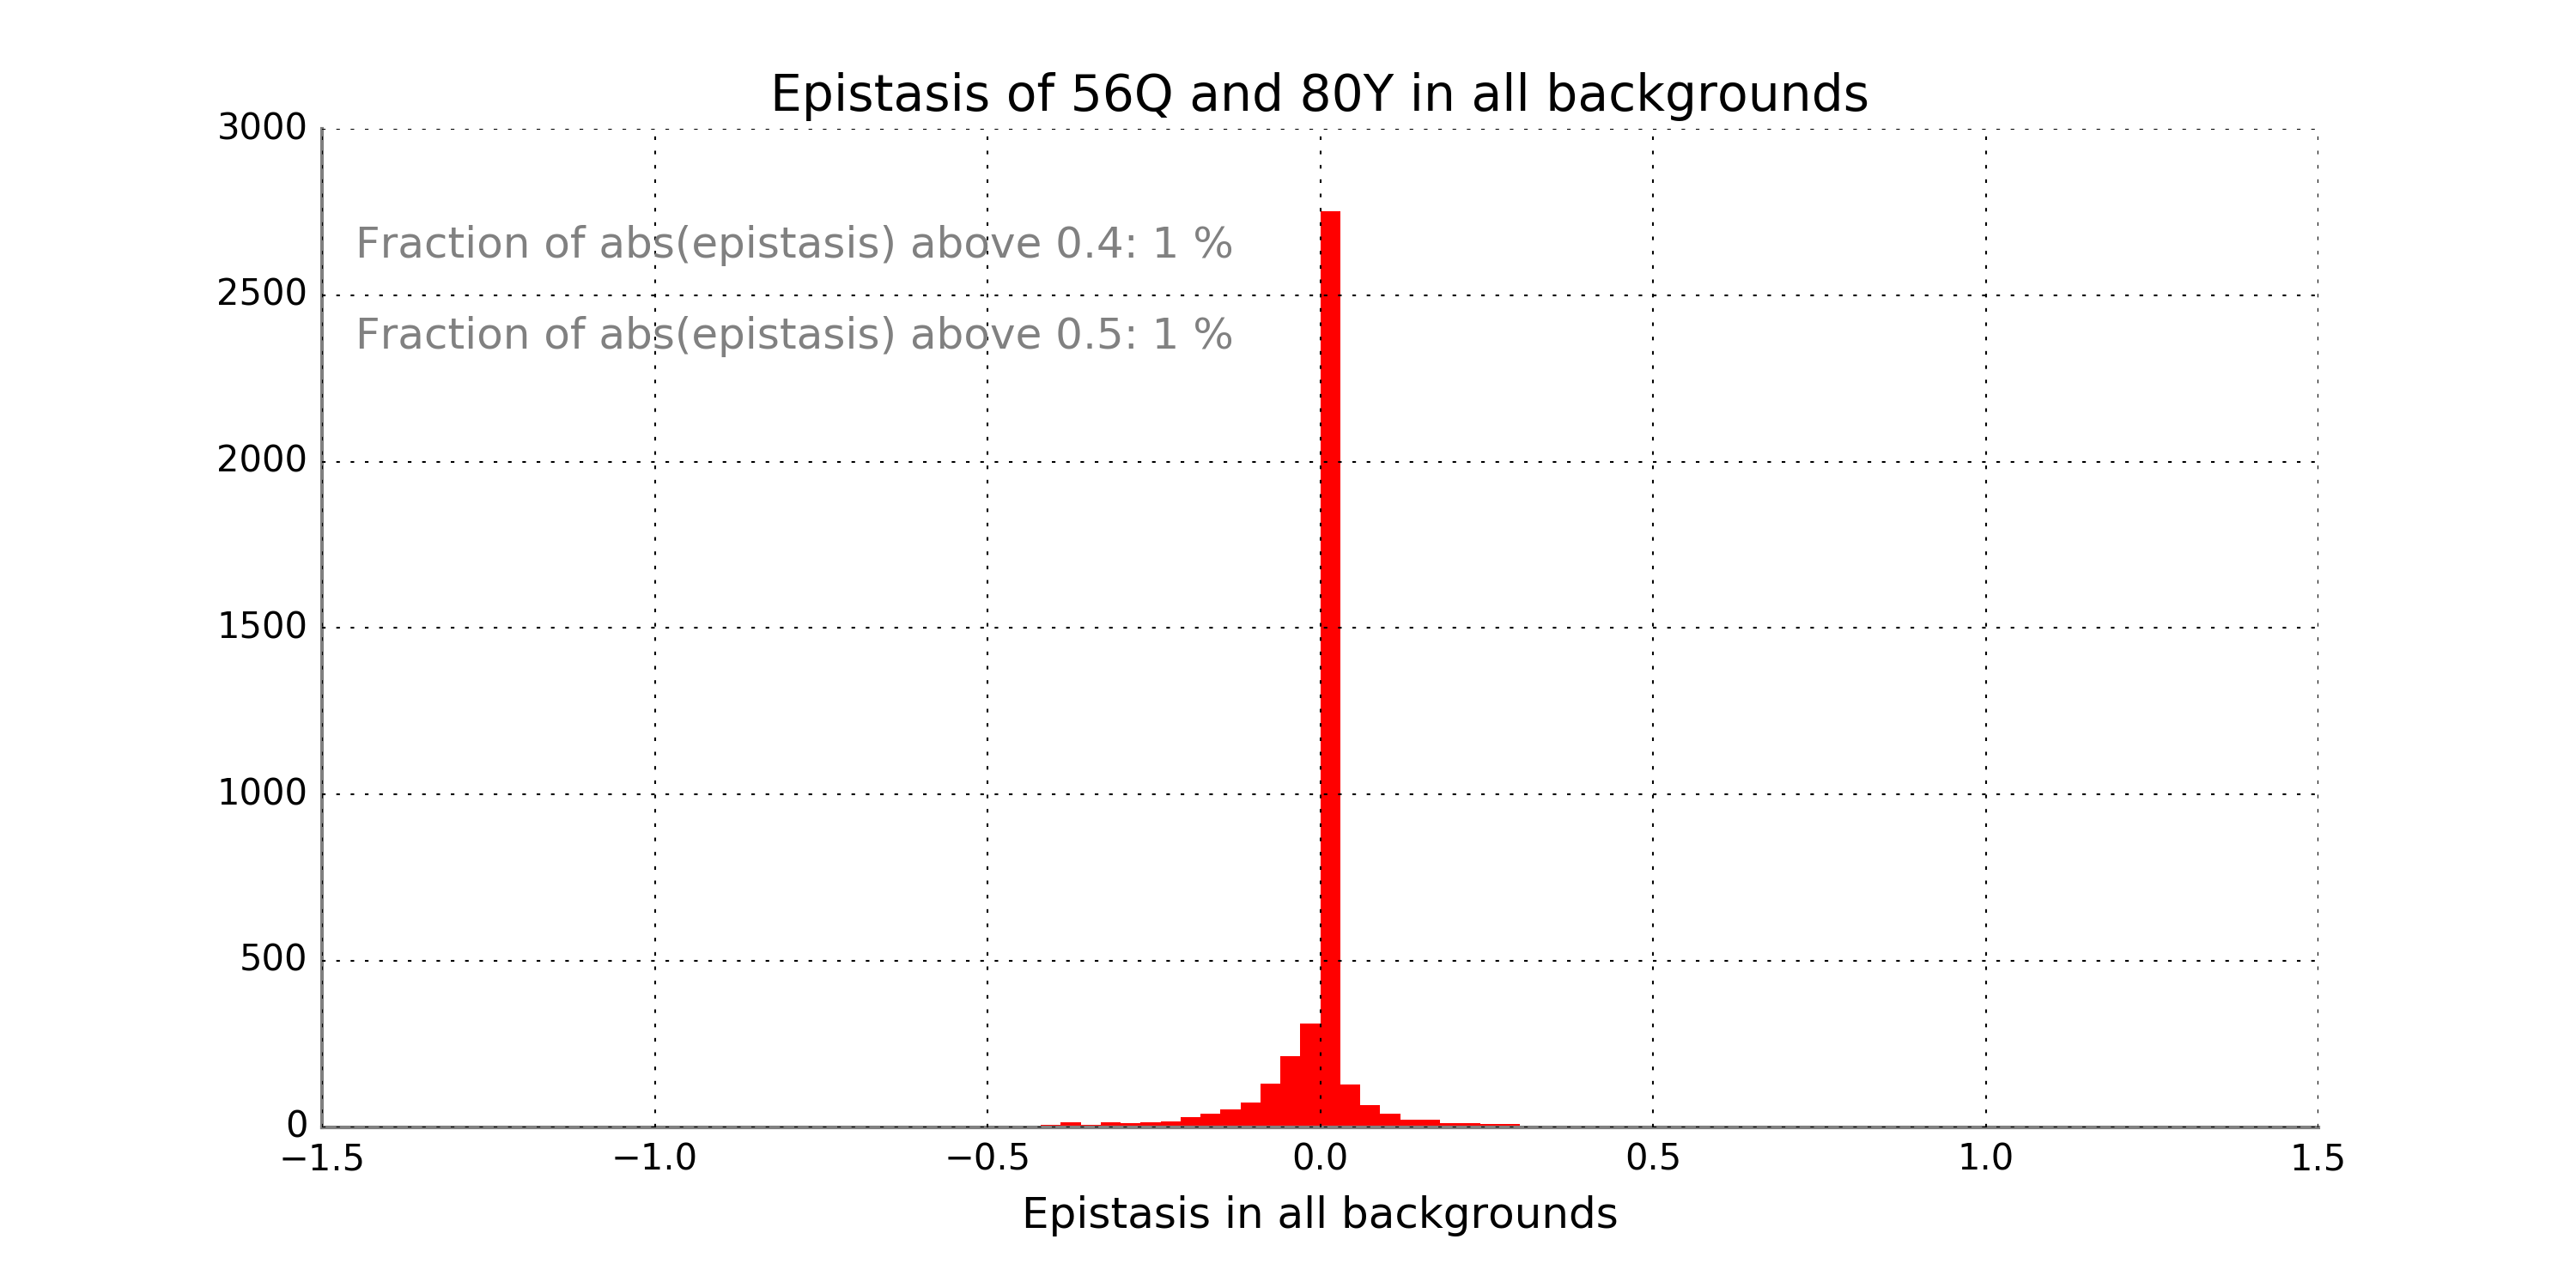 Epistasis of 56Q and 80Y in all backgrounds
3000
2500
2000
1500
1000
500
0
Fraction of abs(epistasis) above 0.4: 1 %
Fraction of abs(epistasis) above 0.5: 1 %
−1.5 −1.0 −0.5 0.0 0.5 1.0 1.5
Epistasis in all backgrounds